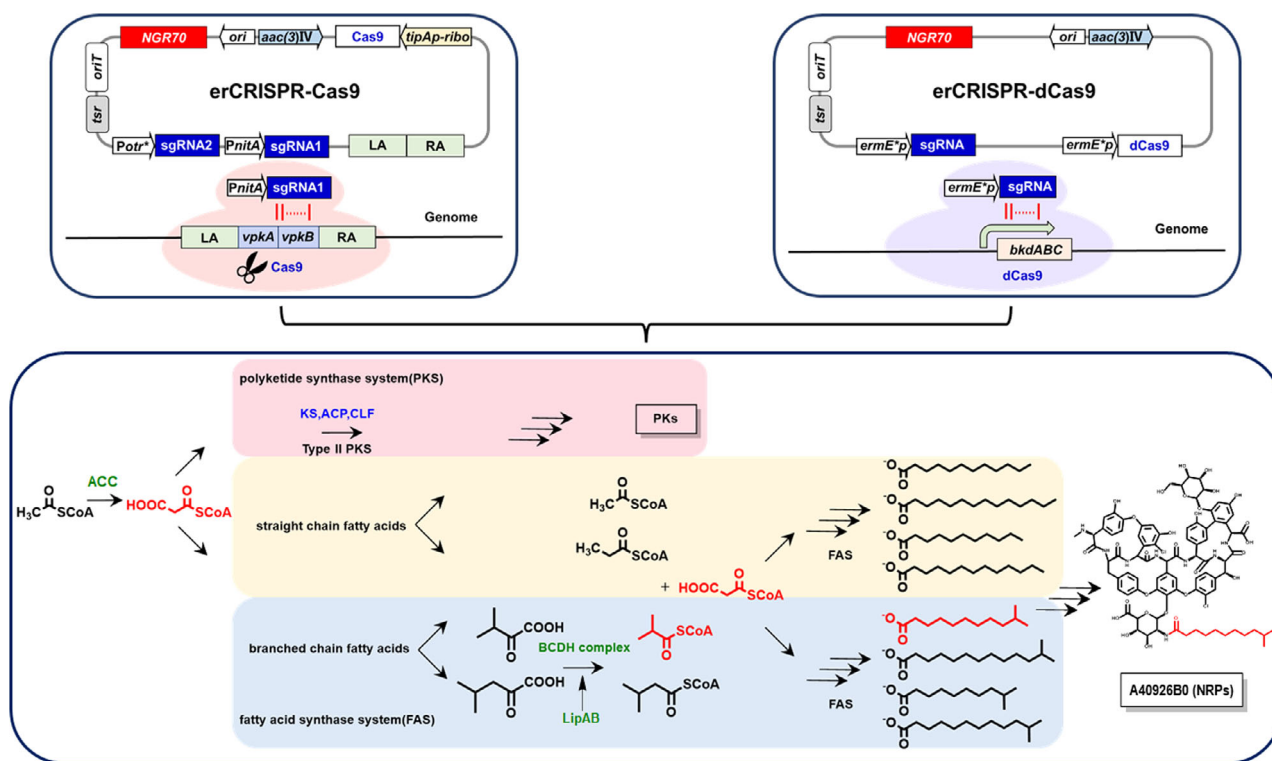 NGR70
ori
aac(3)IV
Cas9
tipAp-ribo
oriT
tsr
erCRISPR-Cas9
Potr*
sgRNA2
PnitA
sgRNA1
LA
RA
PnitA
sgRNA1
Genome
LA
vpkA
vpkB
RA
Cas9
NGR70
ori
aac(3)IV
oriT
tsr
erCRISPR-dCas9
ermE*p
sgRNA
ermE*p
dCas9
ermE*p
sgRNA
Genome
bkdABC
dCas9
polyketide synthase system(PKS)
KS,ACP,CLF
Type II PKS
PKs
ACC
O
H3C
SCoA
O
HOOC
SCoA
straight chain fatty acids
O
H3C
SCoA
O
H3C
SCoA
+
O
HOOC
SCoA
FAS
-O
O
-O
O
-O
O
-O
O
branched chain fatty acids
COOH
O
BCDH complex
SCoA
O
COOH
O
SCoA
O
LipAB
fatty acid synthase system(FAS)
FAS
-O
O
-O
O
-O
O
-O
O
A40926B0 (NRPs)